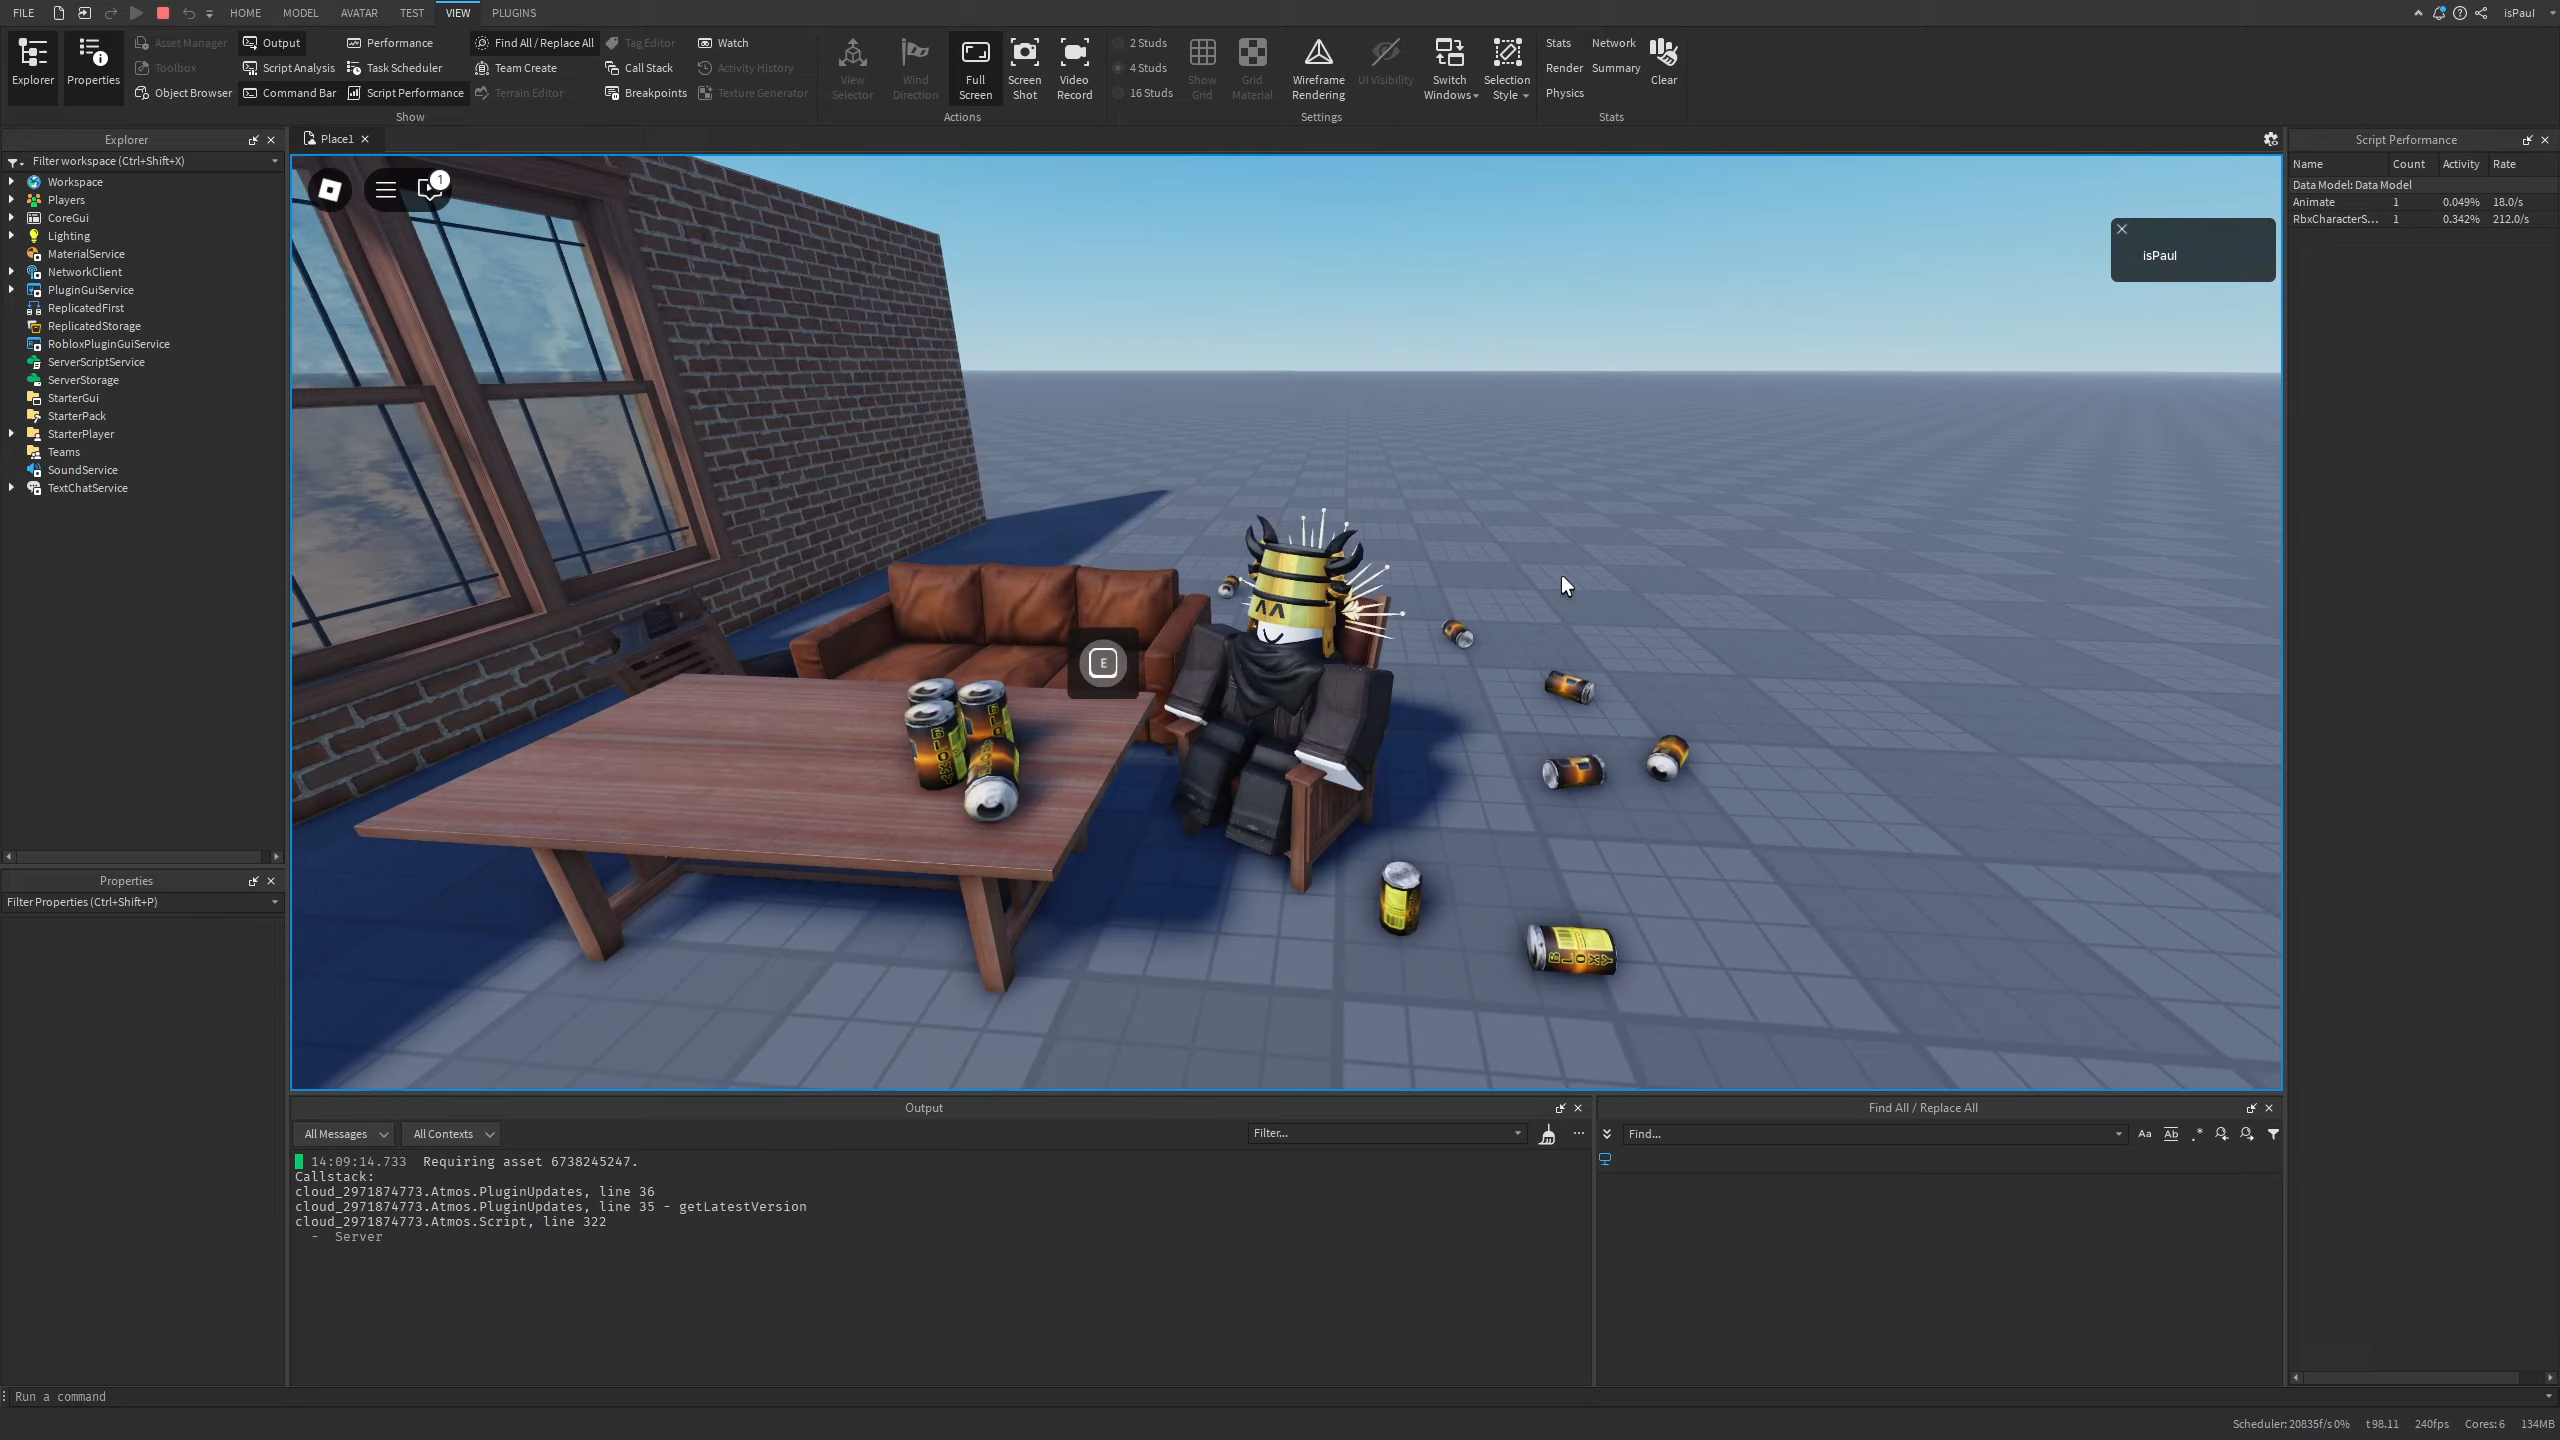 FILE HOME MODEL AVATAR TEST VIEW PLUGINS isPaul
Explorer
Properties
Asset Manager
Toolbox
Object Browser
Output
Script Analysis
Command Bar
Performance
Task Scheduler
Script Performance
Find All / Replace All
Team Create
Terrain Editor
Tag Editor
Call Stack
Breakpoints
Watch
Activity History
Texture Generator
Show
View
Selector
Wind
Direction
Full
Screen
Screen
Shot
Video
Record
Actions
2 Studs
4 Studs
16 Studs
Show
Grid
Grid
Material
Wireframe
Rendering
UI Visibility
Switch
Windows
Selection
Style
Settings
Stats
Render
Physics
Network
Summary
Clear
Stats
Explorer
Filter workspace (Ctrl+Shift+X)
Workspace
Players
CoreGui
Lighting
MaterialService
NetworkClient
PluginGuiService
ReplicatedFirst
ReplicatedStorage
RobloxPluginGuiService
ServerScriptService
ServerStorage
StarterGui
StarterPack
StarterPlayer
Teams
SoundService
TextChatService
Properties
Filter Properties (Ctrl+Shift+P)
Place1
1
isPaul
E
BLOXY
BLOXY
Script Performance
Name Count Activity Rate
Data Model: Data Model
Animate 1 0.049% 18.0/s
RbxCharacterS... 1 0.342% 212.0/s
Output
All Messages All Contexts Filter...
14:09:14.733 Requiring asset 6738245247.
Callstack:
cloud_2971874773.Atmos.PluginUpdates, line 36
cloud_2971874773.Atmos.PluginUpdates, line 35 - getLatestVersion
cloud_2971874773.Atmos.Script, line 322
- Server
Find All / Replace All
Find... Aa Ab .*
Run a command
Scheduler: 20835f/s 0% t 98.11 240fps Cores: 6 134MB